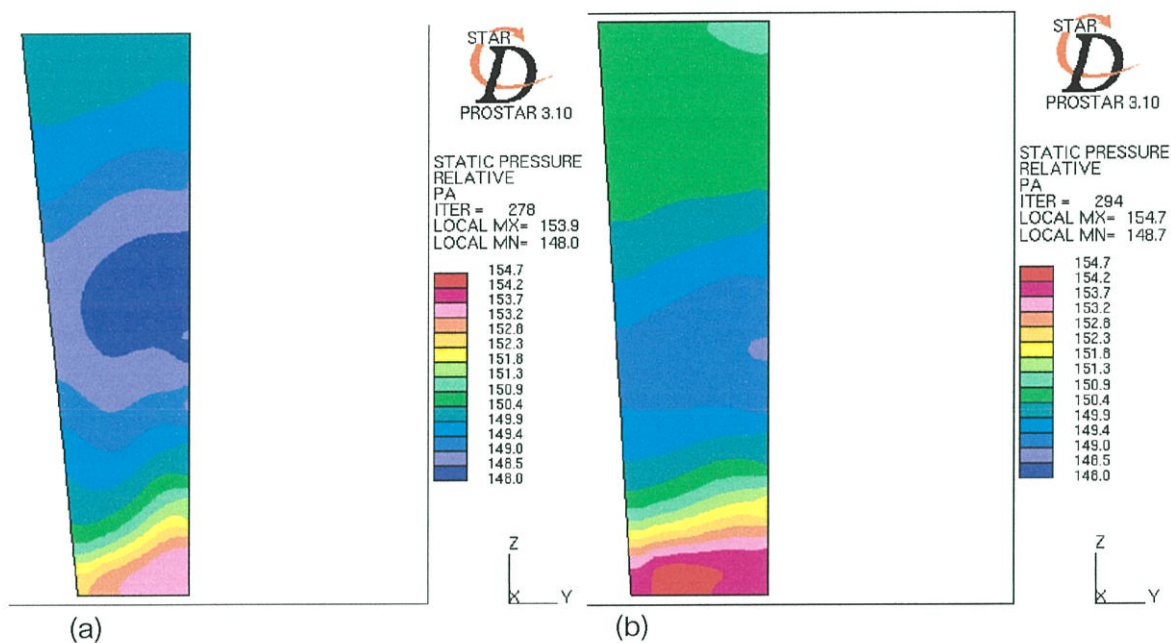 STAR
CD
PROSTAR 3.10
STATIC PRESSURE
RELATIVE
PA
ITER = 278
LOCAL MX= 153.9
LOCAL MN= 148.0
154.7
154.2
153.7
153.2
152.8
152.3
151.8
151.3
150.9
150.4
149.9
149.4
149.0
148.5
148.0
Z
X
Y
(a)
STAR
CD
PROSTAR 3.10
STATIC PRESSURE
RELATIVE
PA
ITER = 294
LOCAL MX= 154.7
LOCAL MN= 148.7
154.7
154.2
153.7
153.2
152.8
152.3
151.8
151.3
150.9
150.4
149.9
149.4
149.0
148.5
148.0
Z
X
Y
(b)